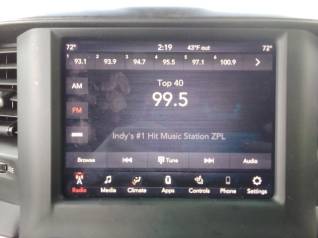 72° 2:19 43°F out 72°
93.1 93.9 94.7 95.5 97.1 100.9
AM
Top 40
99.5
FM
Indy's #1 Hit Music Station ZPL
Browse Tune Audio
Radio Media Climate Apps Controls Phone Settings